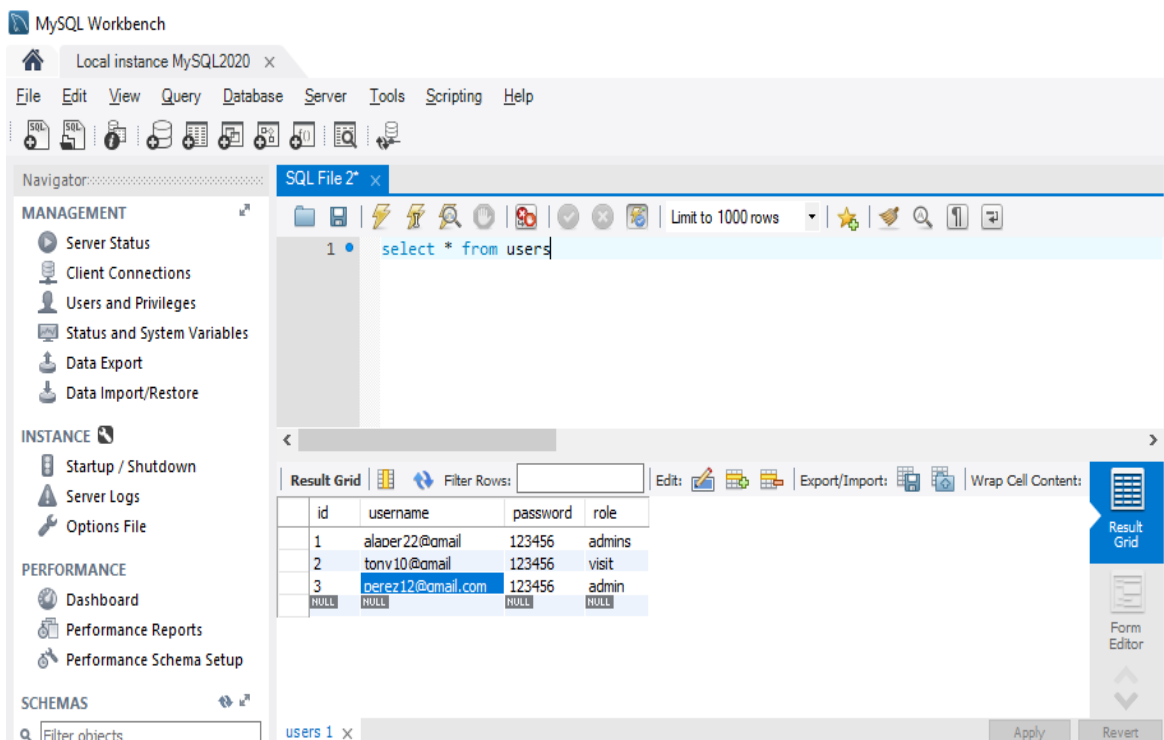 MySQL Workbench
Local instance MySQL2020 ×
File Edit View Query Database Server Tools Scripting Help
Navigator
SQL File 2* ×
MANAGEMENT
Server Status
Client Connections
Users and Privileges
Status and System Variables
Data Export
Data Import/Restore
INSTANCE
Startup / Shutdown
Server Logs
Options File
PERFORMANCE
Dashboard
Performance Reports
Performance Schema Setup
SCHEMAS
Filter objects
Limit to 1000 rows
1 select * from users
Result Grid Filter Rows: Edit: Export/Import: Wrap Cell Content:
id username password role
1 alaper22@gmail 123456 admins
2 tony10@gmail 123456 visit
3 perez12@gmail.com 123456 admin
NULL NULL NULL NULL
Result
Grid
Form
Editor
users 1 ×
Apply Revert